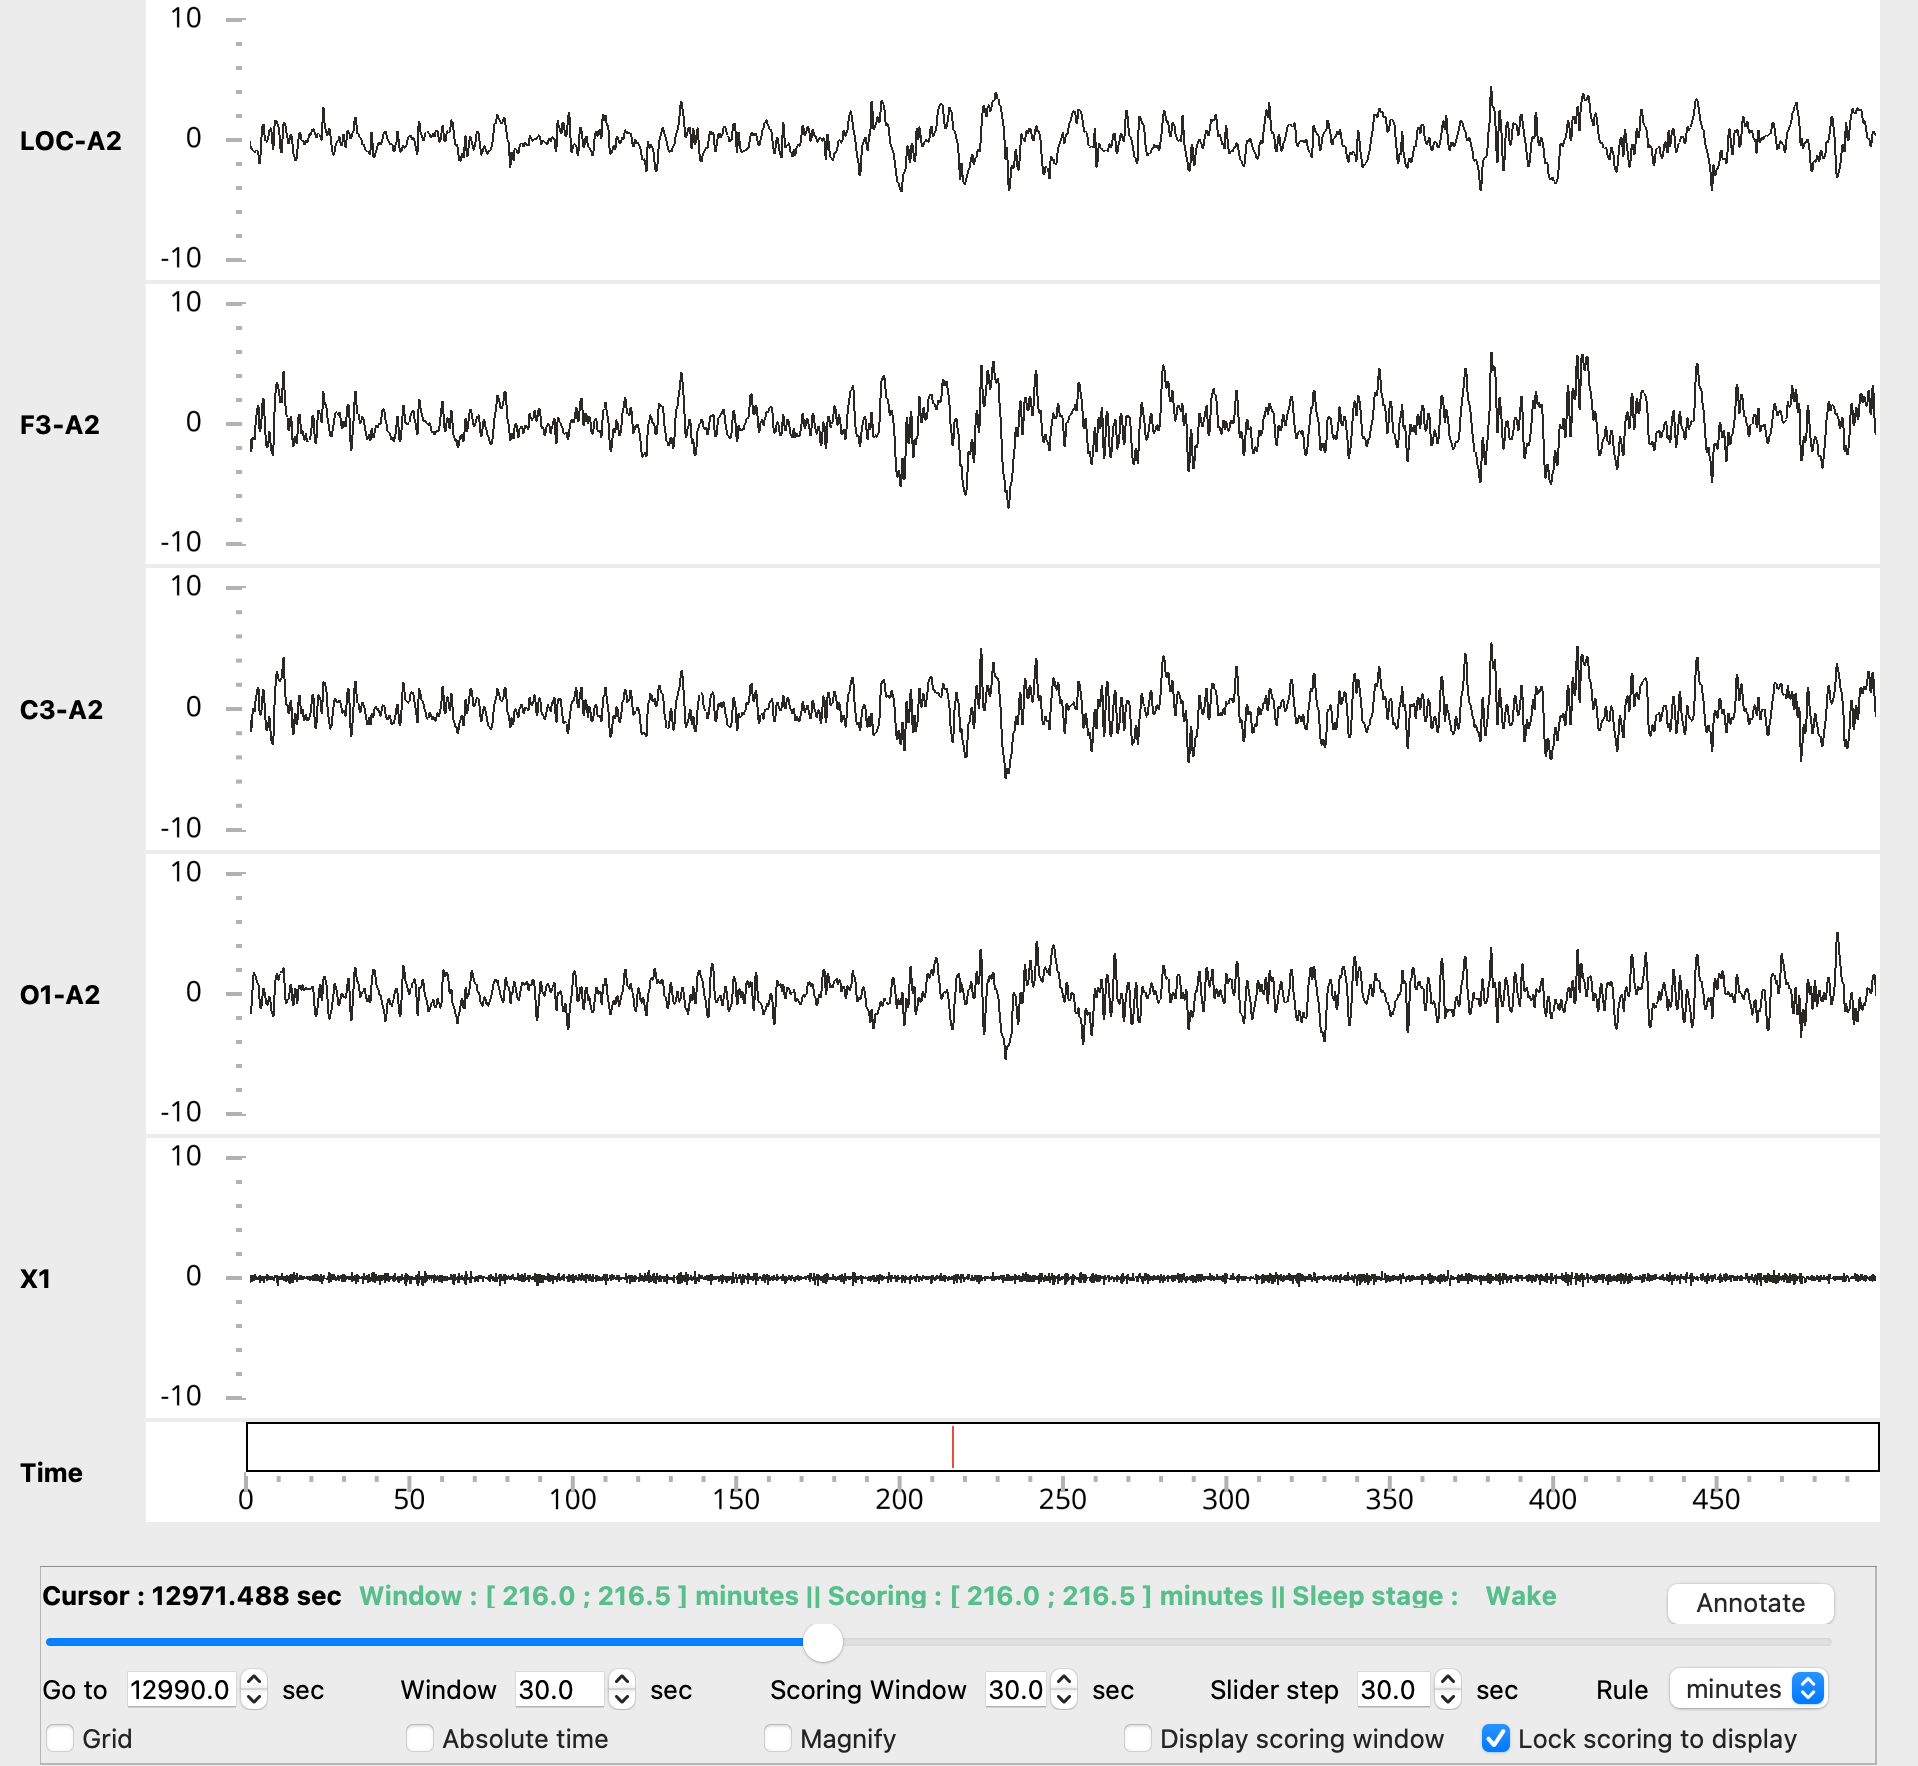 10
LOC-A2
0
-10
10
F3-A2
0
-10
10
C3-A2
0
-10
10
O1-A2
0
-10
10
X1
0
-10
Time
0 50 100 150 200 250 300 350 400 450
Cursor : 12971.488 sec Window : [ 216.0 ; 216.5 ] minutes || Scoring : [ 216.0 ; 216.5 ] minutes || Sleep stage : Wake Annotate
Go to 12990.0 sec Window 30.0 sec Scoring Window 30.0 sec Slider step 30.0 sec Rule minutes
Grid Absolute time Magnify Display scoring window Lock scoring to display